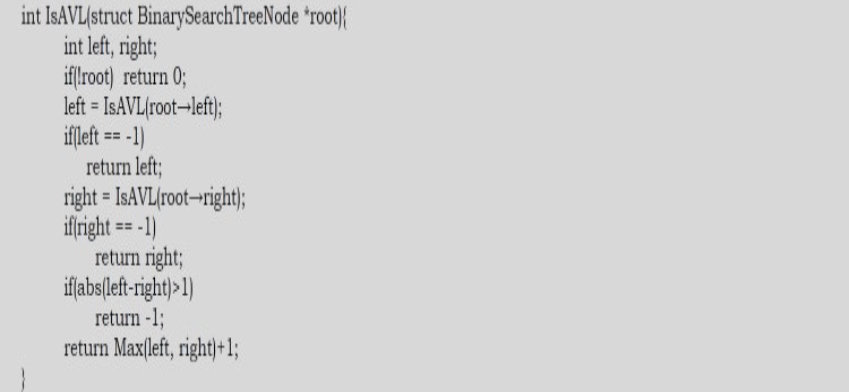 int IsAVL(struct BinarySearchTreeNode *root){
int left, right;
if(!root) return 0;
left = IsAVL(root→left);
if(left == -1)
return left;
right = IsAVL(root→right);
if(right == -1)
return right;
if(abs(left-right)>1)
return -1;
return Max(left, right)+1;
}